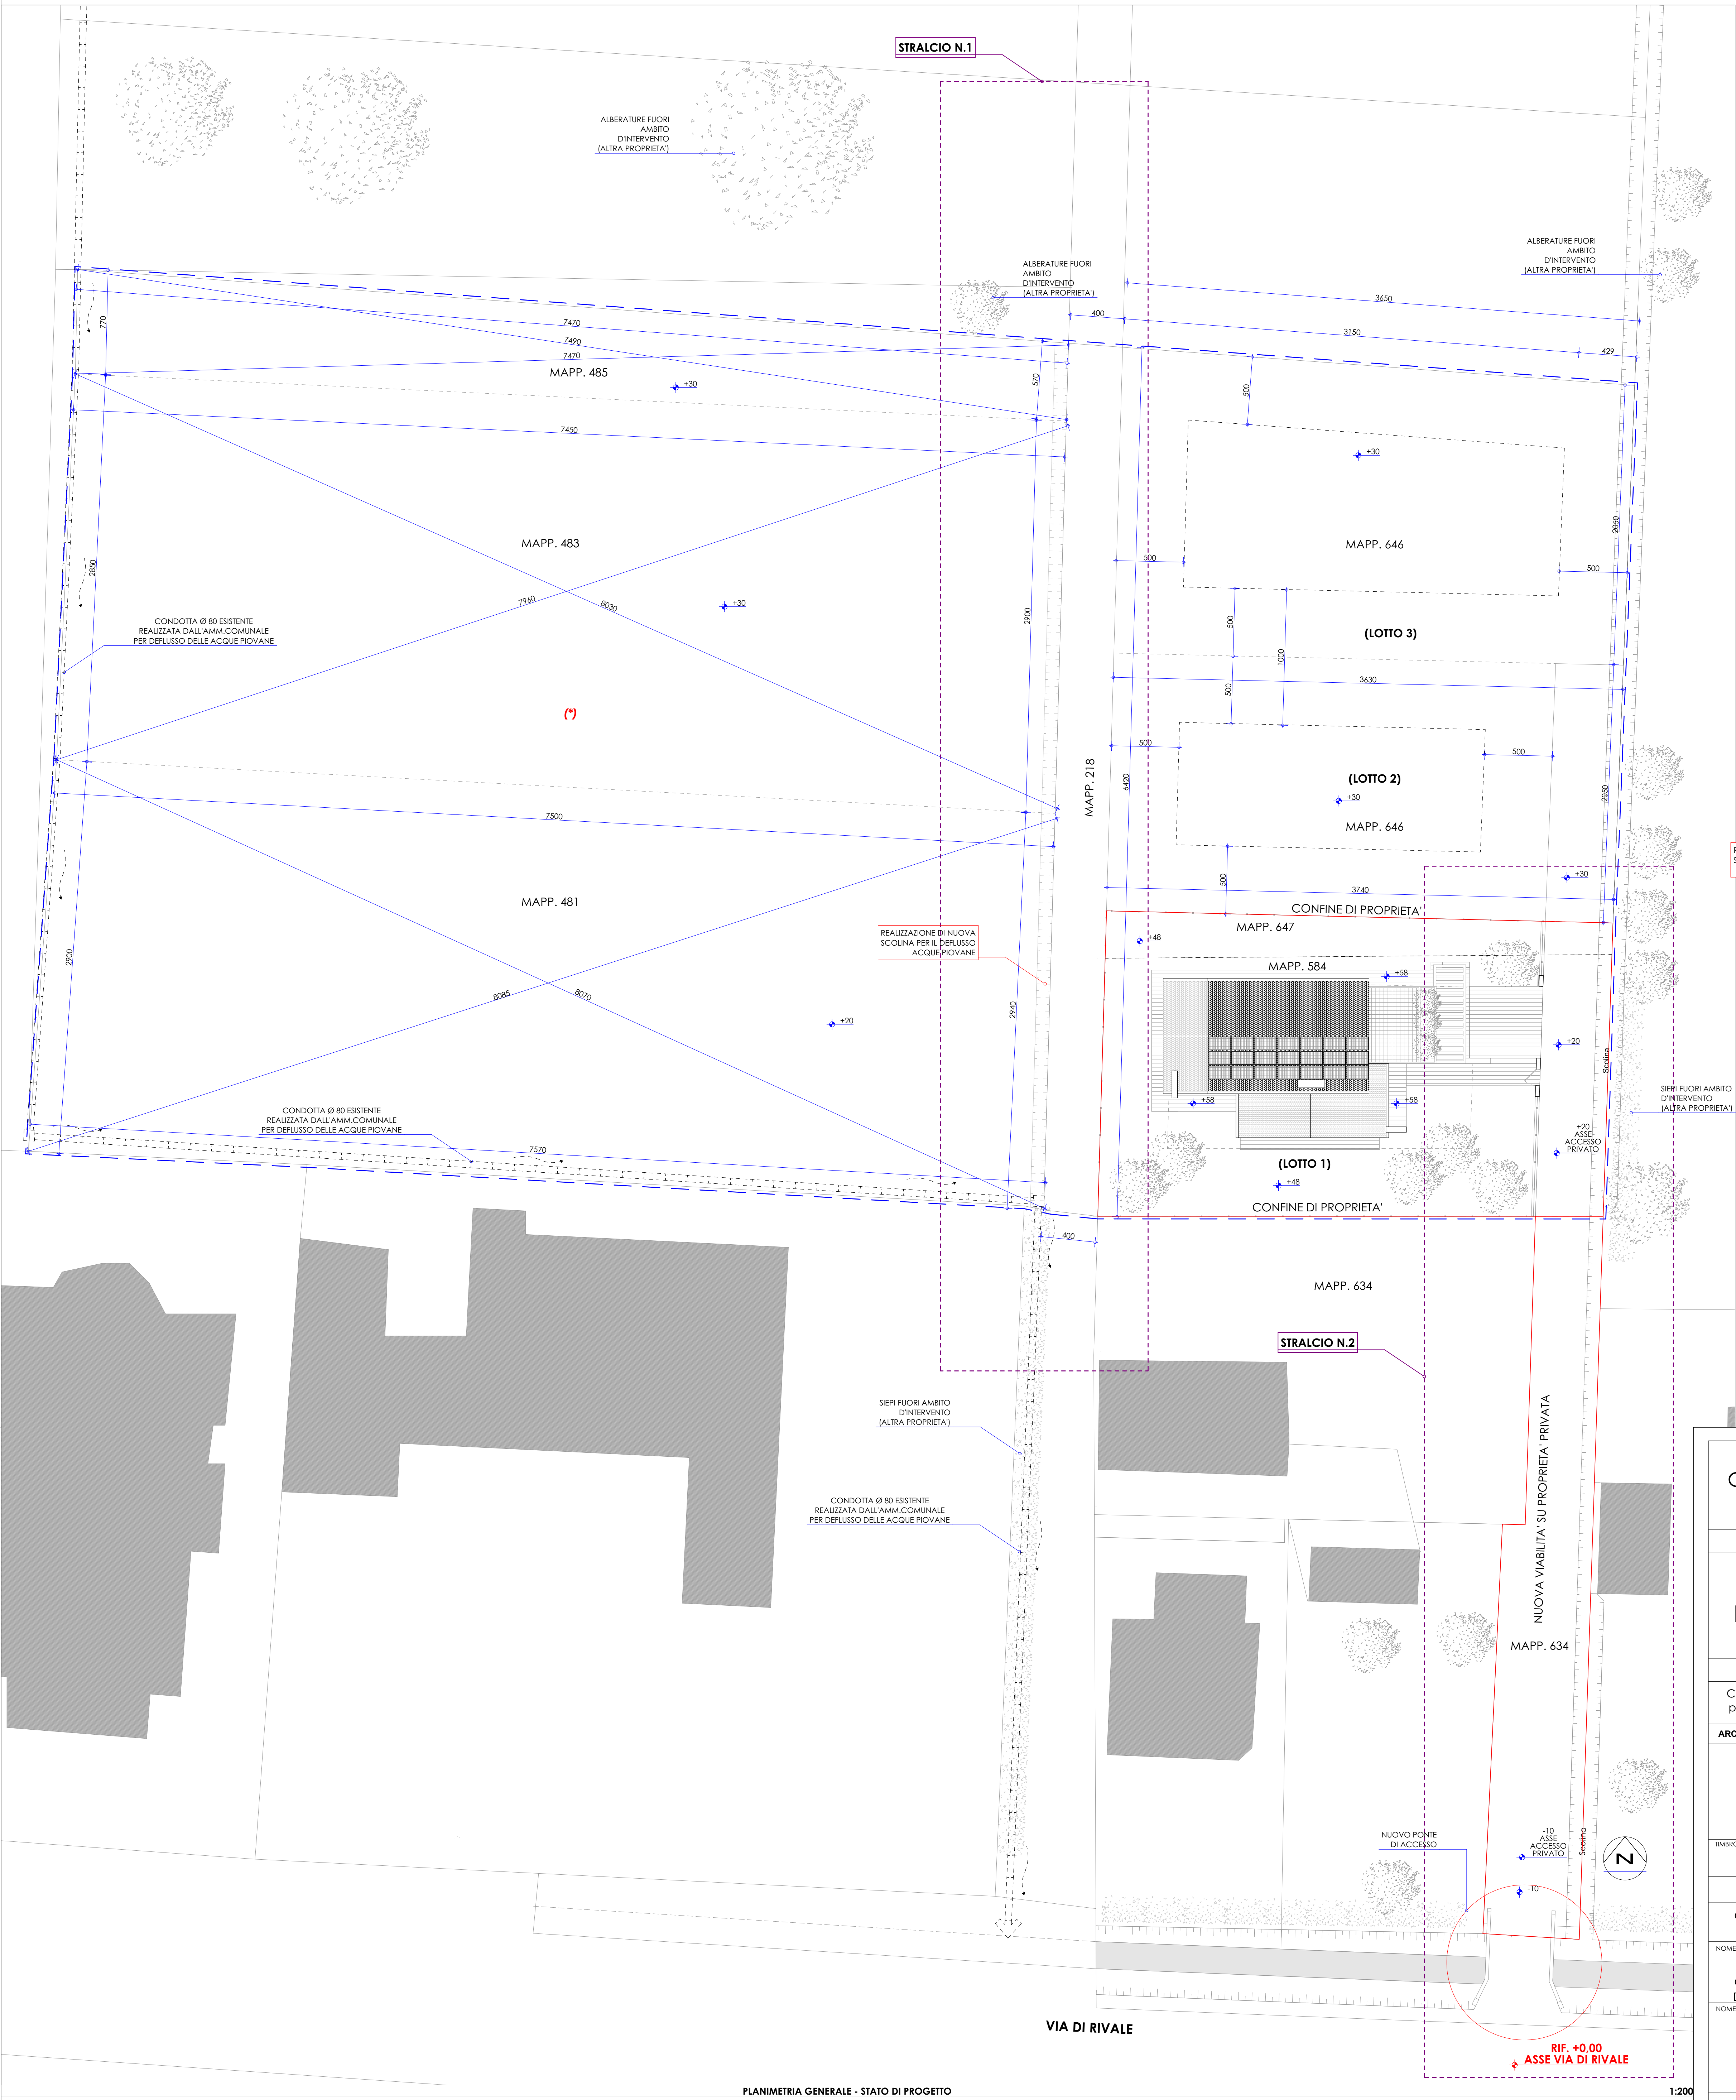 STRALCIO N.1
ALBERATURE FUORI
AMBITO
D'INTERVENTO
(ALTRA PROPRIETA')
ALBERATURE FUORI
AMBITO
D'INTERVENTO
(ALTRA PROPRIETA')
ALBERATURE FUORI
AMBITO
D'INTERVENTO
(ALTRA PROPRIETA')
3650
400
3150
429
770
7470
7490
7470
570
MAPP. 485
+30
500
7450
+30
2050
MAPP. 483
MAPP. 646
500
500
2850
7960
8030
+30
2900
CONDOTTA Ø 80 ESISTENTE
REALIZZATA DALL'AMM.COMUNALE
PER DEFLUSSO DELLE ACQUE PIOVANE
500
(LOTTO 3)
1000
500
3630
(*)
500
500
MAPP. 218
6420
(LOTTO 2)
+30
2050
7500
MAPP. 646
500
+30
3740
MAPP. 481
CONFINE DI PROPRIETA'
MAPP. 647
REALIZZAZIONE DI NUOVA
SCOLINA PER IL DEFLUSSO
ACQUE PIOVANE
+48
2900
MAPP. 584
+58
8085
8070
2940
+20
+20
Scolina
SIEPI FUORI AMBITO
D'INTERVENTO
(ALTRA PROPRIETA')
+58
+58
CONDOTTA Ø 80 ESISTENTE
REALIZZATA DALL'AMM.COMUNALE
PER DEFLUSSO DELLE ACQUE PIOVANE
+20
ASSE
ACCESSO
PRIVATO
7570
(LOTTO 1)
+48
CONFINE DI PROPRIETA'
400
MAPP. 634
STRALCIO N.2
SIEPI FUORI AMBITO
D'INTERVENTO
(ALTRA PROPRIETA')
NUOVA VIABILITA' SU PROPRIETA' PRIVATA
CONDOTTA Ø 80 ESISTENTE
REALIZZATA DALL'AMM.COMUNALE
PER DEFLUSSO DELLE ACQUE PIOVANE
MAPP. 634
NUOVO PONTE
DI ACCESSO
-10
ASSE
ACCESSO
PRIVATO
Scolina
N
-10
VIA DI RIVALE
RIF. +0,00
ASSE VIA DI RIVALE
PLANIMETRIA GENERALE - STATO DI PROGETTO
1:200